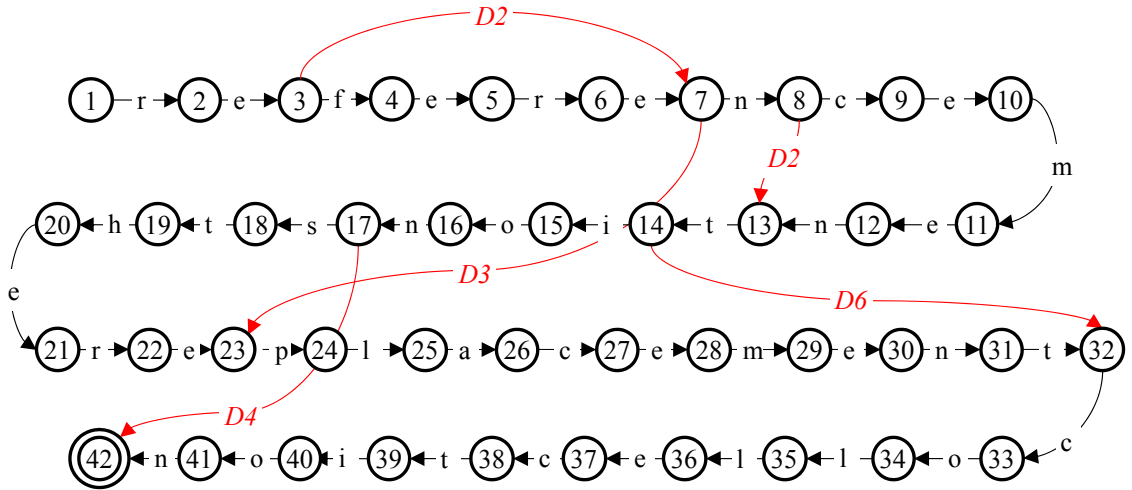 D2
1 r 2 e 3 f 4 e 5 r 6 e 7 n 8 c 9 e 10
D2 m
20 h 19 t 18 s 17 n 16 o 15 i 14 t 13 n 12 e 11
e D3 D6
21 r 22 e 23 p 24 l 25 a 26 c 27 e 28 m 29 e 30 n 31 t 32
D4 c
42 n 41 o 40 i 39 t 38 c 37 e 36 l 35 l 34 o 33